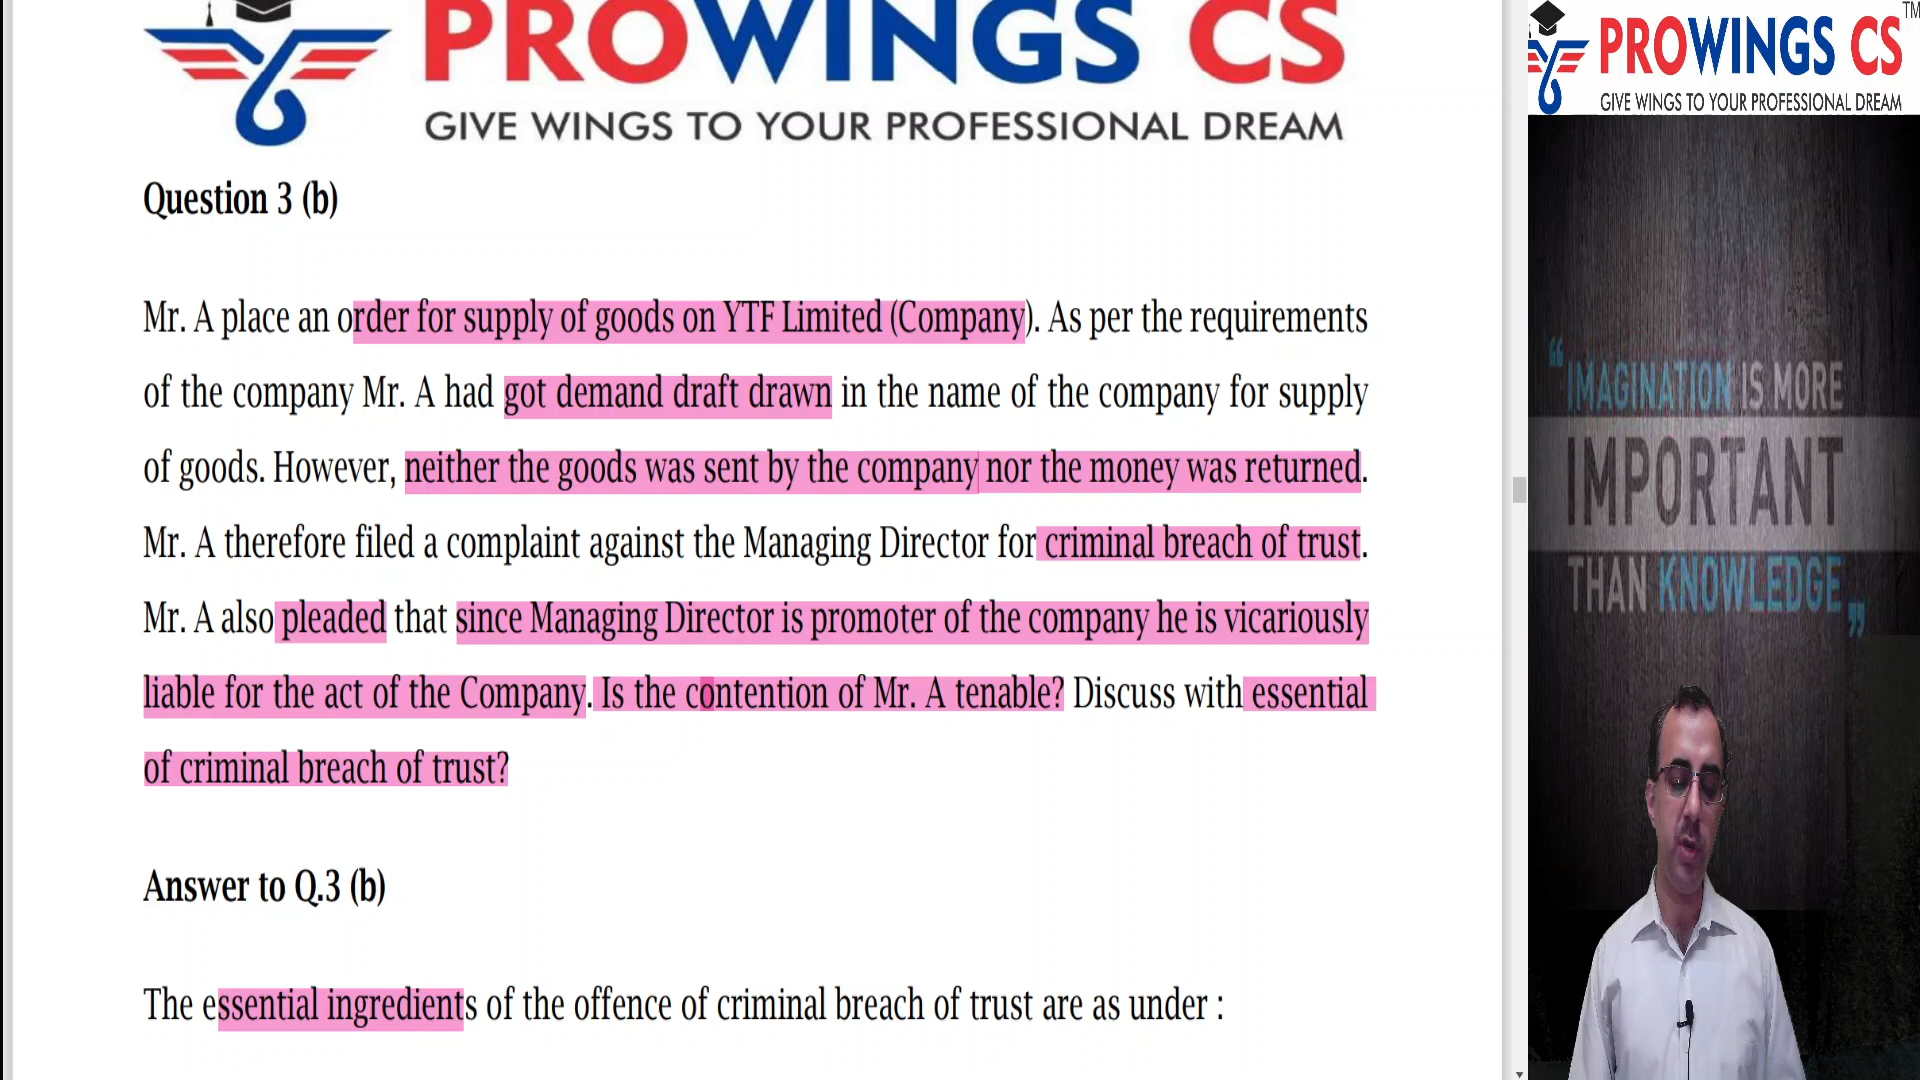 PROWINGS CS
GIVE WINGS TO YOUR PROFESSIONAL DREAM
Question 3 (b)
Mr. A place an order for supply of goods on YTF Limited (Company). As per the requirements
of the company Mr. A had got demand draft drawn in the name of the company for supply
of goods. However, neither the goods was sent by the company nor the money was returned.
Mr. A therefore filed a complaint against the Managing Director for criminal breach of trust.
Mr. A also pleaded that since Managing Director is promoter of the company he is vicariously
liable for the act of the Company. Is the contention of Mr. A tenable? Discuss with essential
of criminal breach of trust?
Answer to Q.3 (b)
The essential ingredients of the offence of criminal breach of trust are as under :
PROWINGS CS TM
GIVE WINGS TO YOUR PROFESSIONAL DREAM
“IMAGINATION IS MORE
IMPORTANT
THAN KNOWLEDGE”